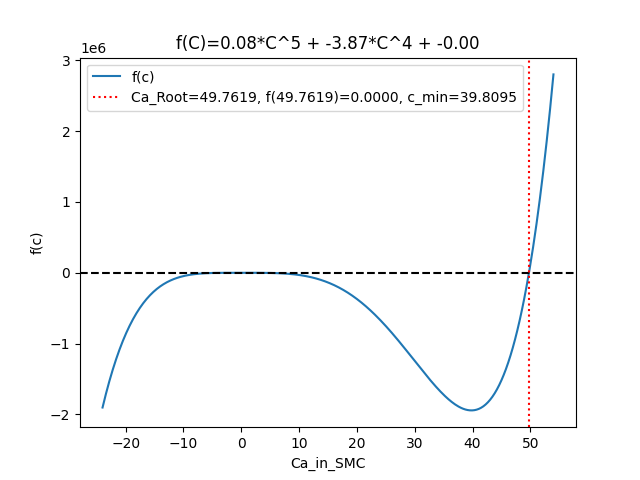 f(C)=0.08*C^5 + -3.87*C^4 + -0.00
1e6
f(c)
Ca_Root=49.7619, f(49.7619)=0.0000, c_min=39.8095
3
2
1
0
−1
−2
f(c)
−20 −10 0 10 20 30 40 50
Ca_in_SMC